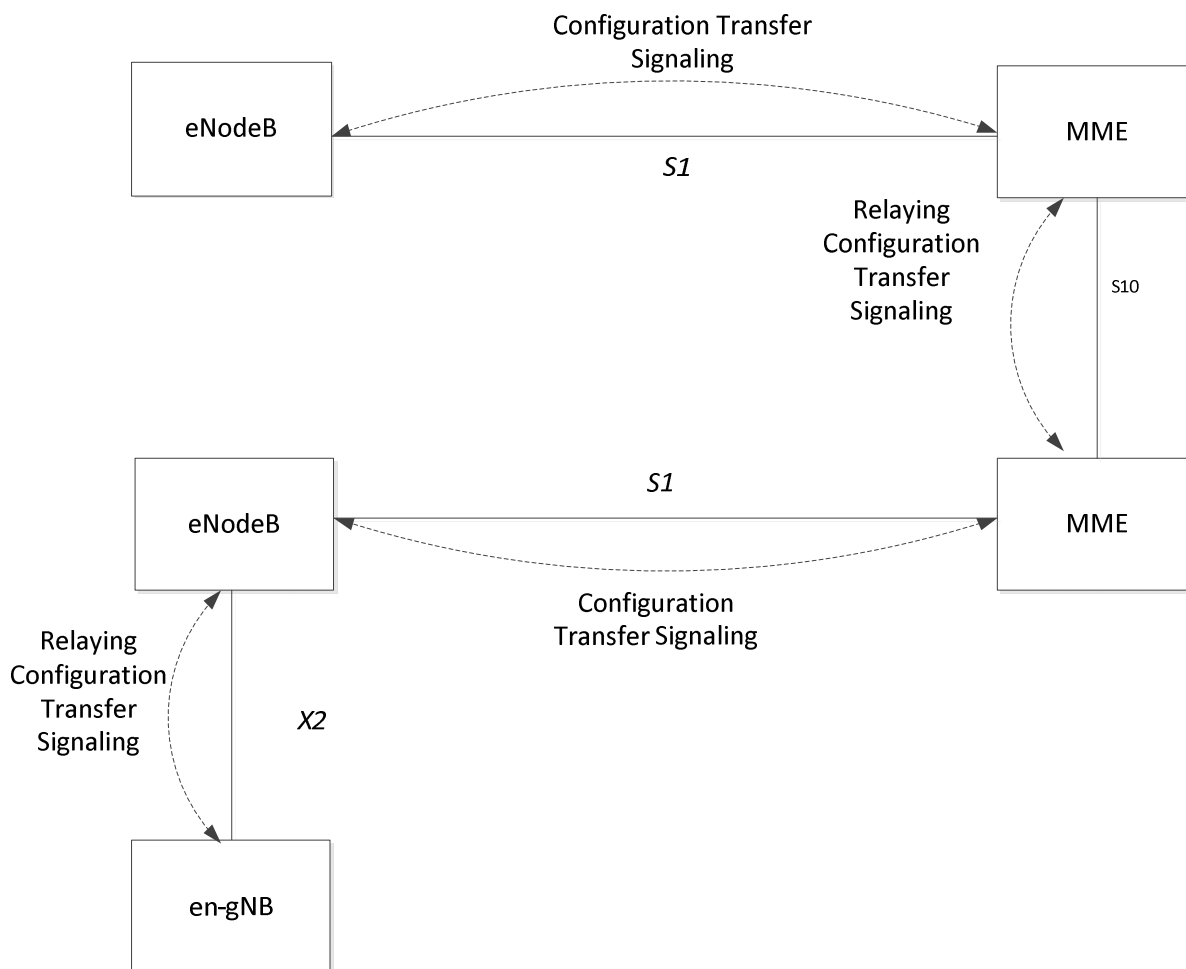 Configuration Transfer
Signaling
eNodeB
MME
S1
Relaying
Configuration
Transfer
Signaling
S10
S1
eNodeB
MME
Configuration
Transfer Signaling
Relaying
Configuration
Transfer
Signaling
X2
en-gNB